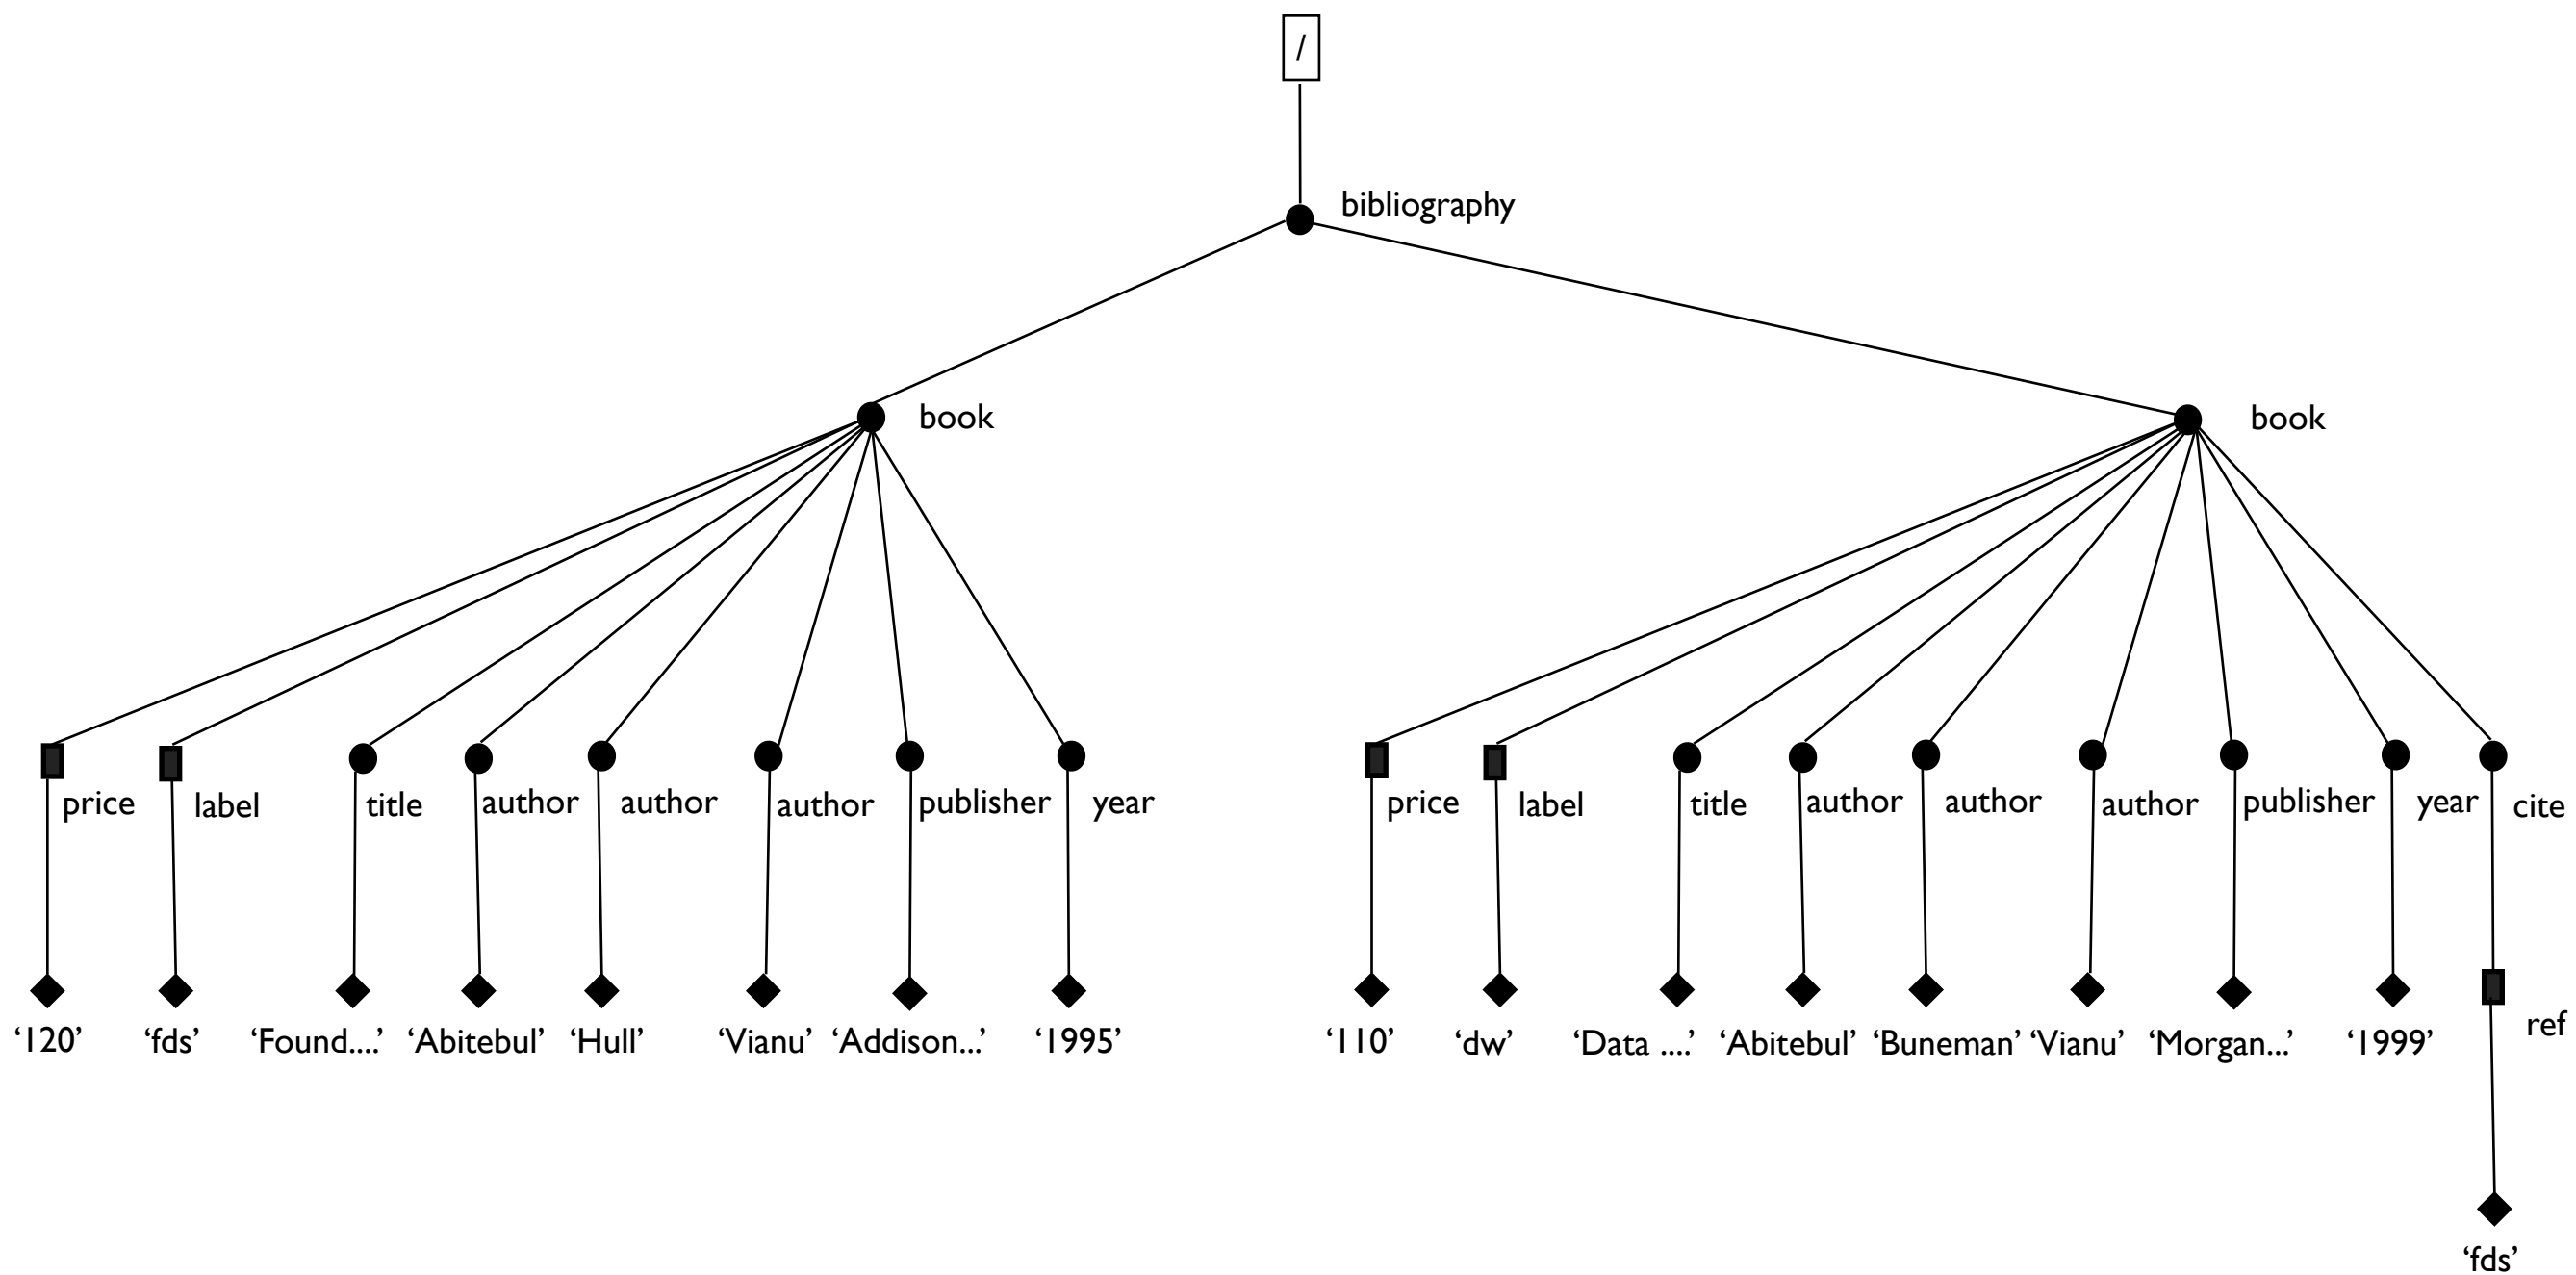 /
bibliography
book book
price label title author author author publisher year price label title author author author publisher year cite
‘120’ ‘fds’ ‘Found....’ ‘Abitebul’ ‘Hull’ ‘Vianu’ ‘Addison...’ ‘1995’ ‘110’ ‘dw’ ‘Data ....’ ‘Abitebul’ ‘Buneman’ ‘Vianu’ ‘Morgan...’ ‘1999’ ref
‘fds’